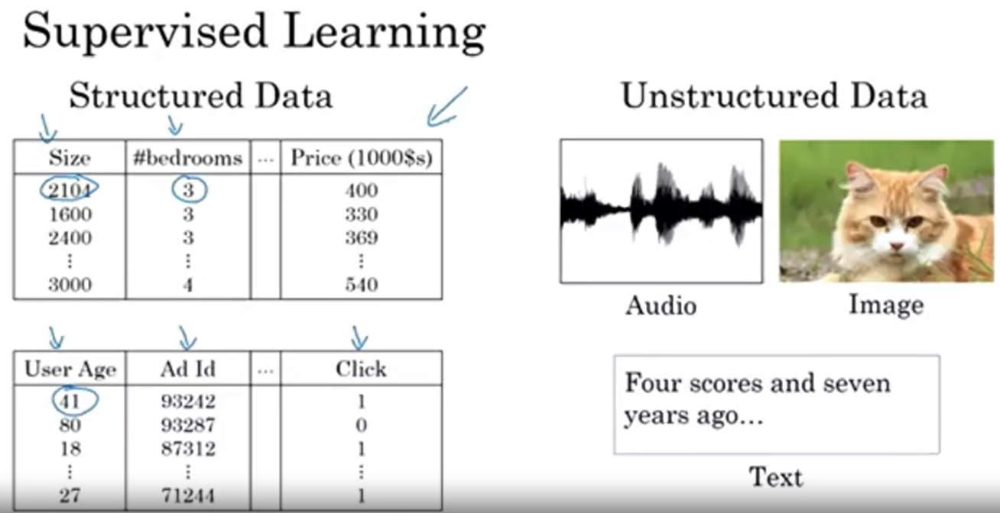 Supervised Learning
Structured Data
Size #bedrooms ... Price (1000$s)
2104 3 400
1600 3 330
2400 3 369
⋮ ⋮ ⋮
3000 4 540
User Age Ad Id ... Click
41 93242 1
80 93287 0
18 87312 1
⋮ ⋮ ⋮
27 71244 1
Unstructured Data
Audio
Image
Four scores and seven
years ago...
Text